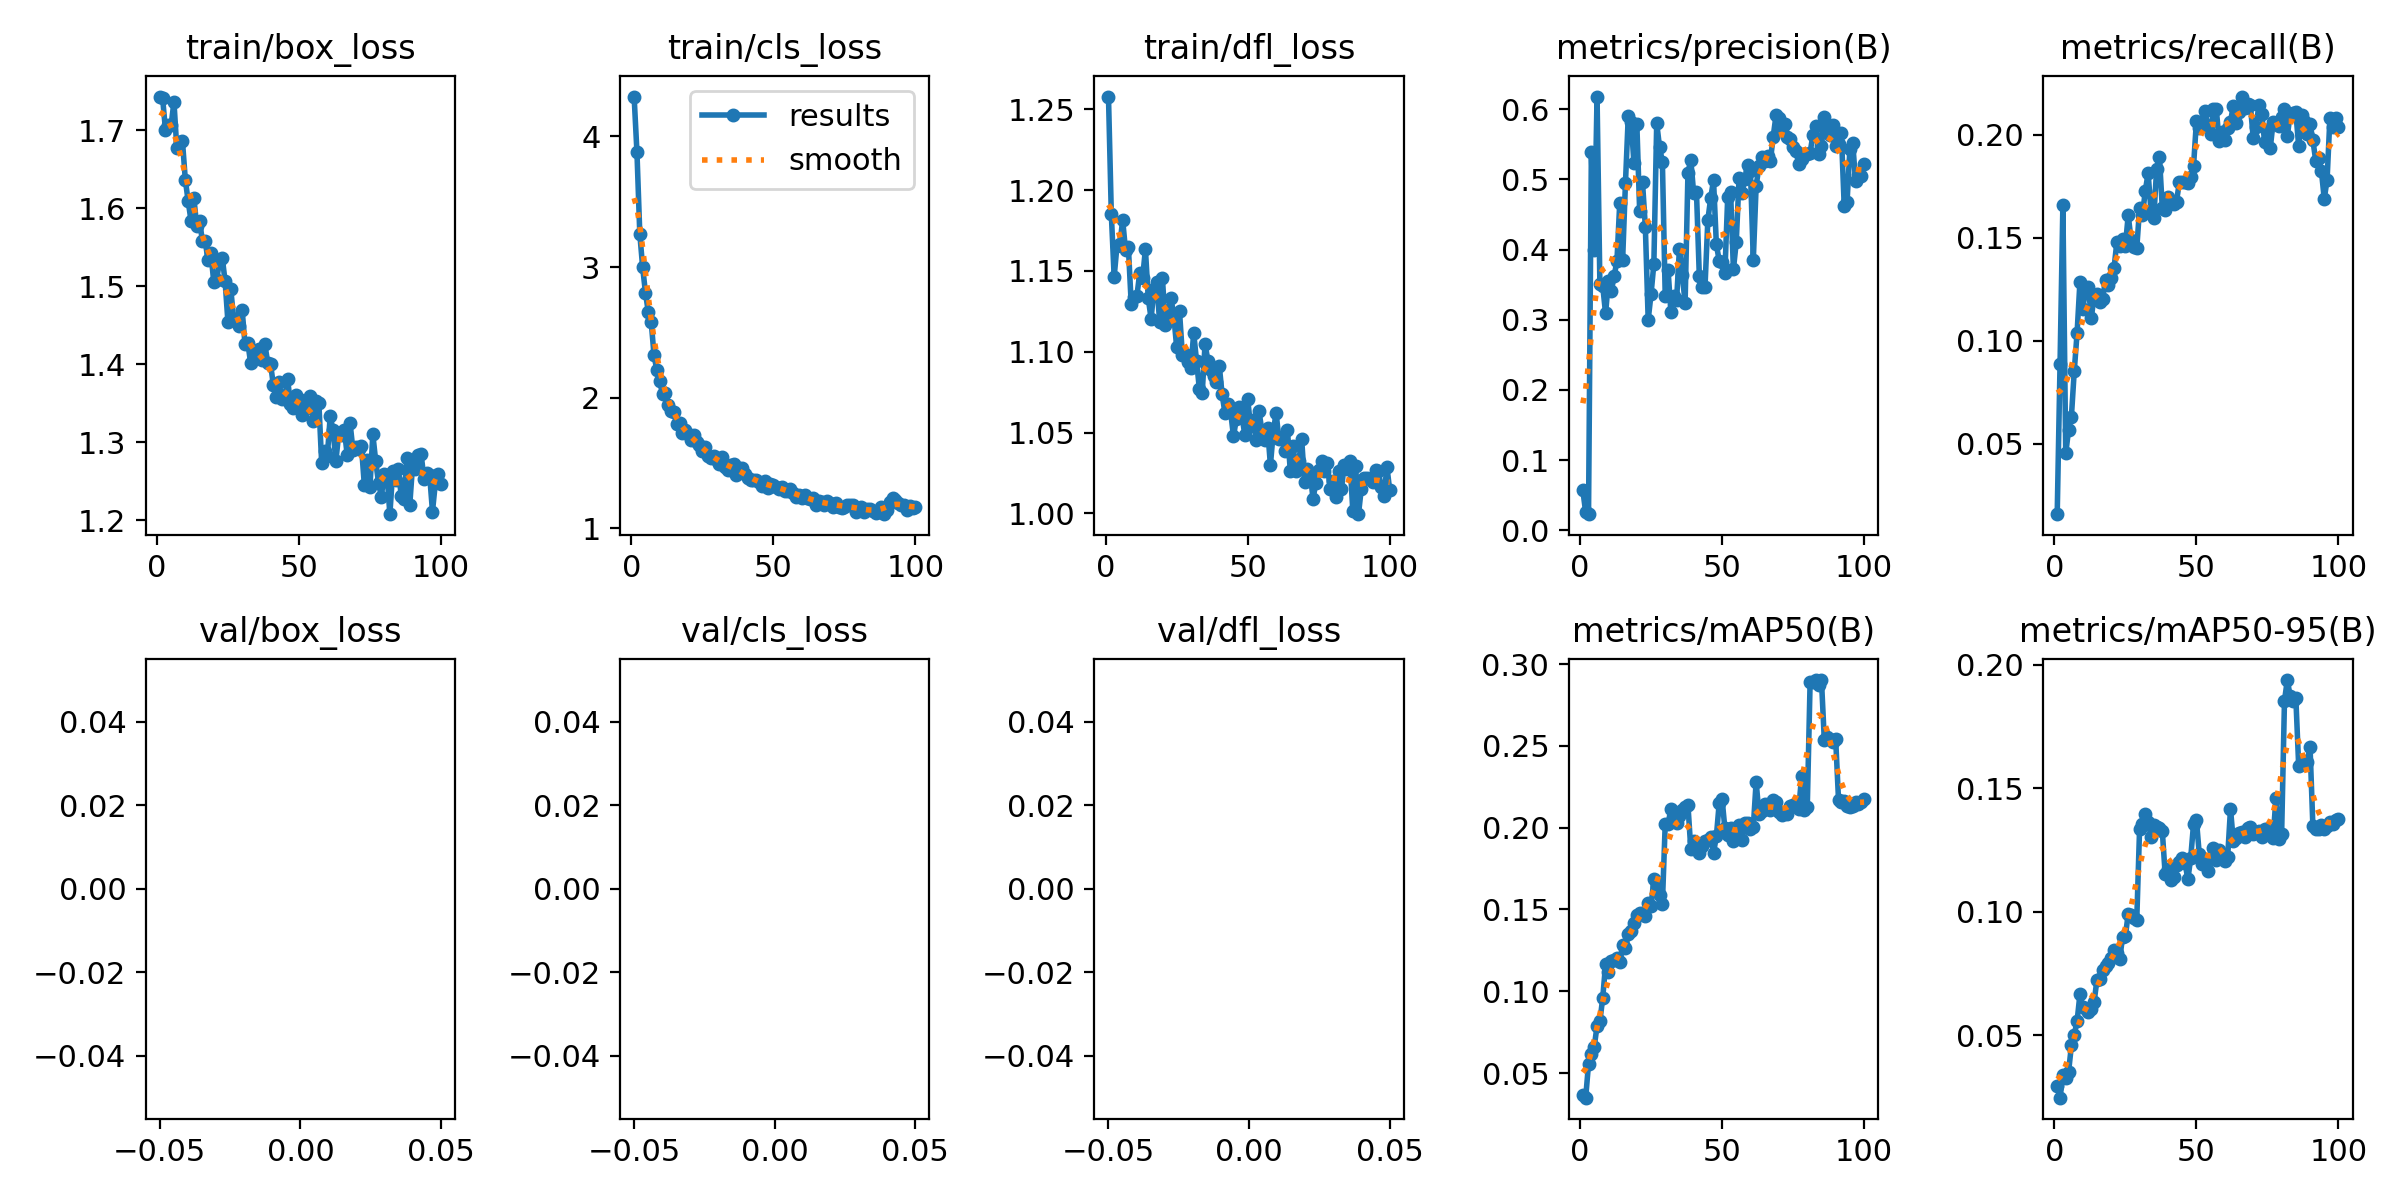 train/box_loss
train/cls_loss
train/dfl_loss
metrics/precision(B)
metrics/recall(B)
1.7
1.6
1.5
1.4
1.3
1.2
0 50 100
4
3
2
1
0 50 100
results
smooth
1.25
1.20
1.15
1.10
1.05
1.00
0 50 100
0.6
0.5
0.4
0.3
0.2
0.1
0.0
0 50 100
0.20
0.15
0.10
0.05
0 50 100
val/box_loss
val/cls_loss
val/dfl_loss
metrics/mAP50(B)
metrics/mAP50-95(B)
0.04
0.02
0.00
−0.02
−0.04
−0.05 0.00 0.05
0.04
0.02
0.00
−0.02
−0.04
−0.05 0.00 0.05
0.04
0.02
0.00
−0.02
−0.04
−0.05 0.00 0.05
0.30
0.25
0.20
0.15
0.10
0.05
0 50 100
0.20
0.15
0.10
0.05
0 50 100